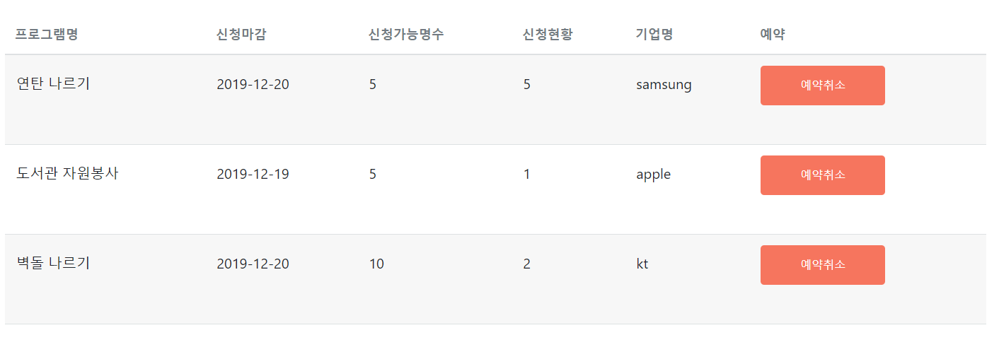 프로그램명 신청마감 신청가능명수 신청현황 기업명 예약
연탄 나르기 2019-12-20 5 5 samsung 예약취소
도서관 자원봉사 2019-12-19 5 1 apple 예약취소
벽돌 나르기 2019-12-20 10 2 kt 예약취소